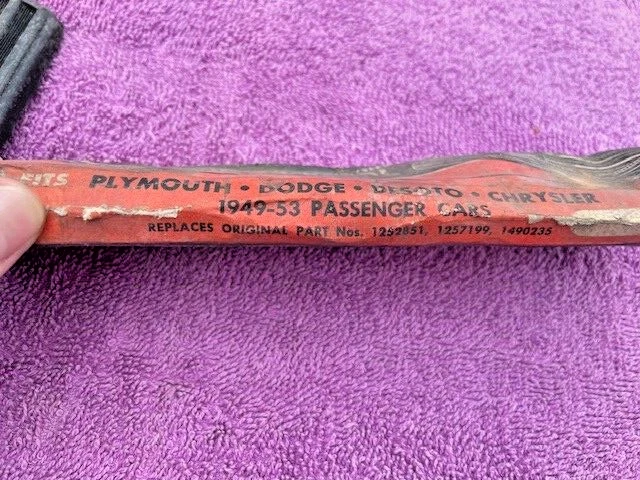 FITS PLYMOUTH • DODGE • DESOTO • CHRYSLER
1949-53 PASSENGER CARS
REPLACES ORIGINAL PART Nos. 1252851, 1257199, 1490235